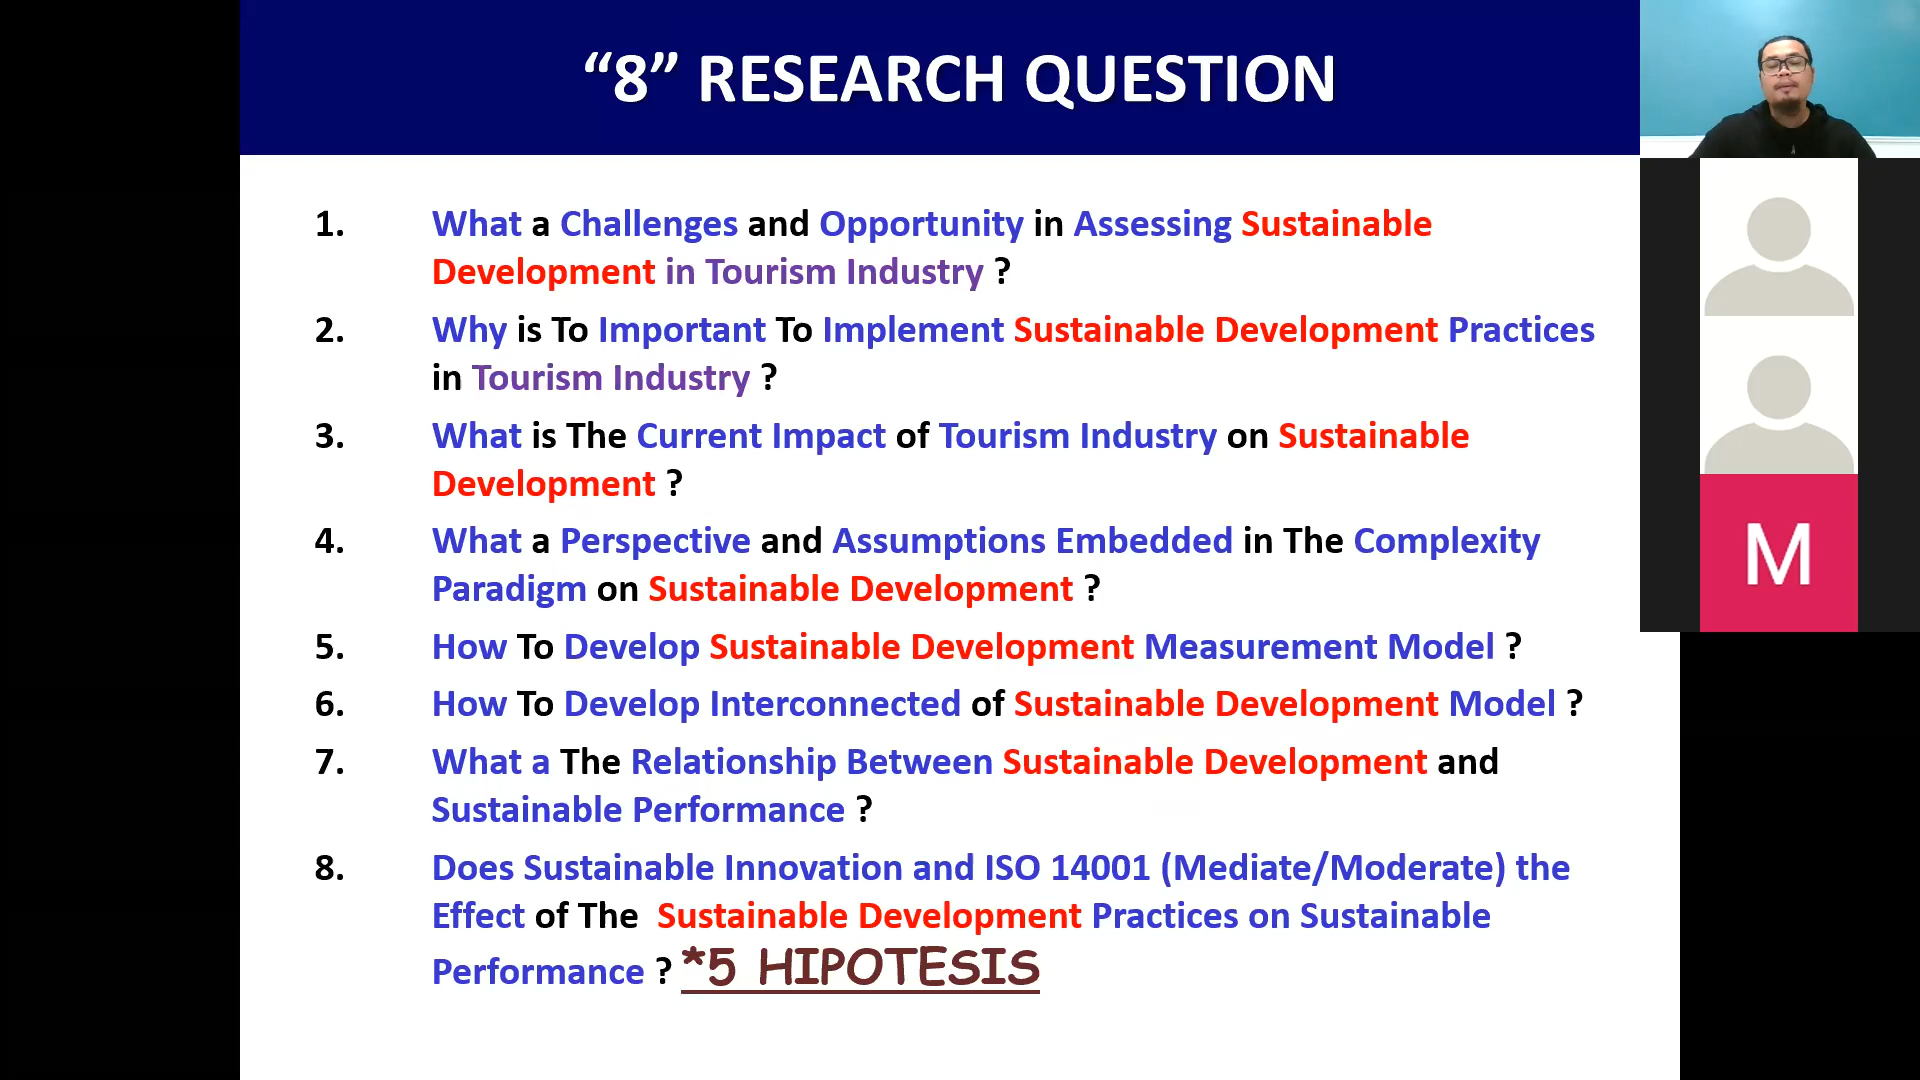 “8” RESEARCH QUESTION
1. What a Challenges and Opportunity in Assessing Sustainable
Development in Tourism Industry ?
2. Why is To Important To Implement Sustainable Development Practices
in Tourism Industry ?
3. What is The Current Impact of Tourism Industry on Sustainable
Development ?
4. What a Perspective and Assumptions Embedded in The Complexity
Paradigm on Sustainable Development ?
5. How To Develop Sustainable Development Measurement Model ?
6. How To Develop Interconnected of Sustainable Development Model ?
7. What a The Relationship Between Sustainable Development and
Sustainable Performance ?
8. Does Sustainable Innovation and ISO 14001 (Mediate/Moderate) the
Effect of The Sustainable Development Practices on Sustainable
Performance ? *5 HIPOTESIS
M